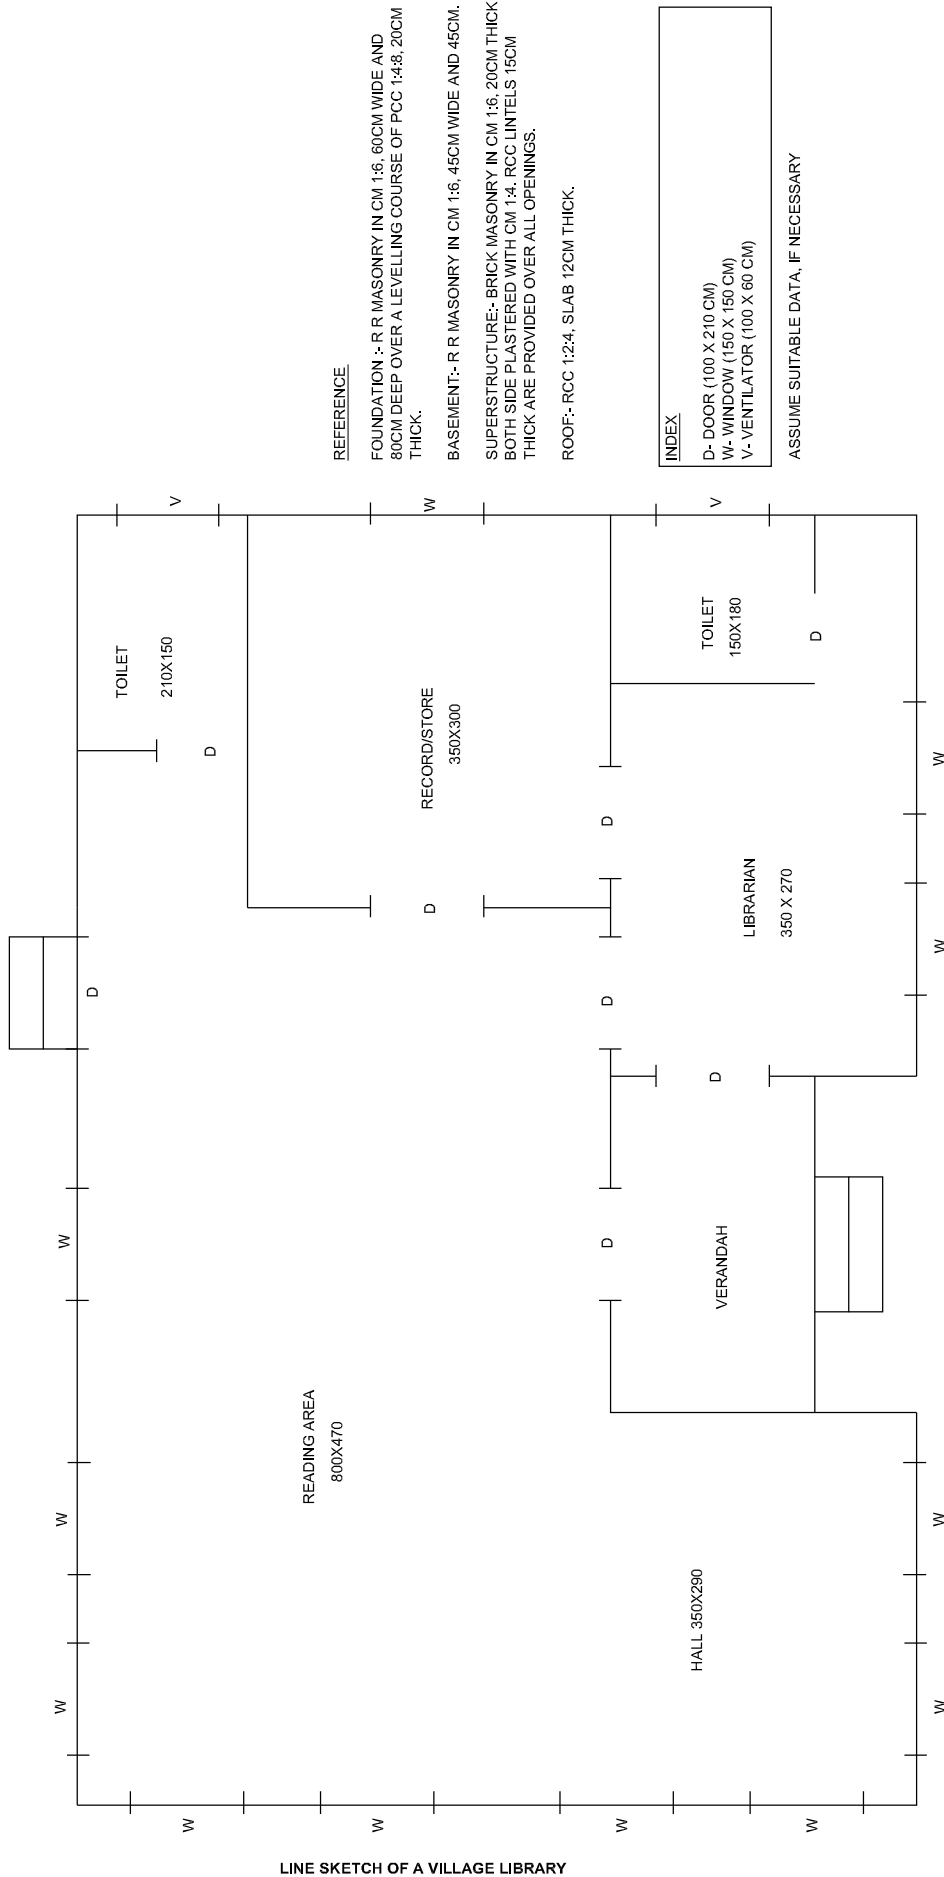 REFERENCE
FOUNDATION :- R R MASONRY IN CM 1:6, 60CM WIDE AND
80CM DEEP OVER A LEVELLING COURSE OF PCC 1:4:8, 20CM
THICK.
BASEMENT:- R R MASONRY IN CM 1:6, 45CM WIDE AND 45CM.
SUPERSTRUCTURE:- BRICK MASONRY IN CM 1:6, 20CM THICK
BOTH SIDE PLASTERED WITH CM 1:4. RCC LINTELS 15CM
THICK ARE PROVIDED OVER ALL OPENINGS.
ROOF:- RCC 1:2:4, SLAB 12CM THICK.
INDEX
D- DOOR (100 X 210 CM)
W- WINDOW (150 X 150 CM)
V- VENTILATOR (100 X 60 CM)
ASSUME SUITABLE DATA, IF NECESSARY
V
W
V
TOILET
210X150
D
RECORD/STORE
350X300
TOILET
150X180
D
W
D
D
LIBRARIAN
350 X 270
W
D
D
D
W
D
VERANDAH
READING AREA
800X470
W
W
HALL 350X290
W
W
W
W
W
W
LINE SKETCH OF A VILLAGE LIBRARY